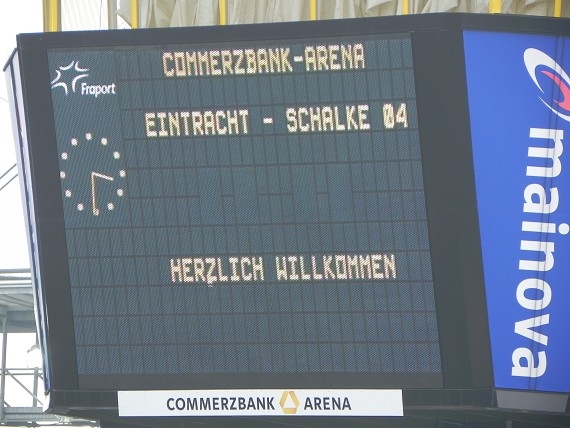 COMMERZBANK-ARENA
Fraport
EINTRACHT - SCHALKE 04
HERZLICH WILLKOMMEN
mainova
COMMERZBANK ARENA